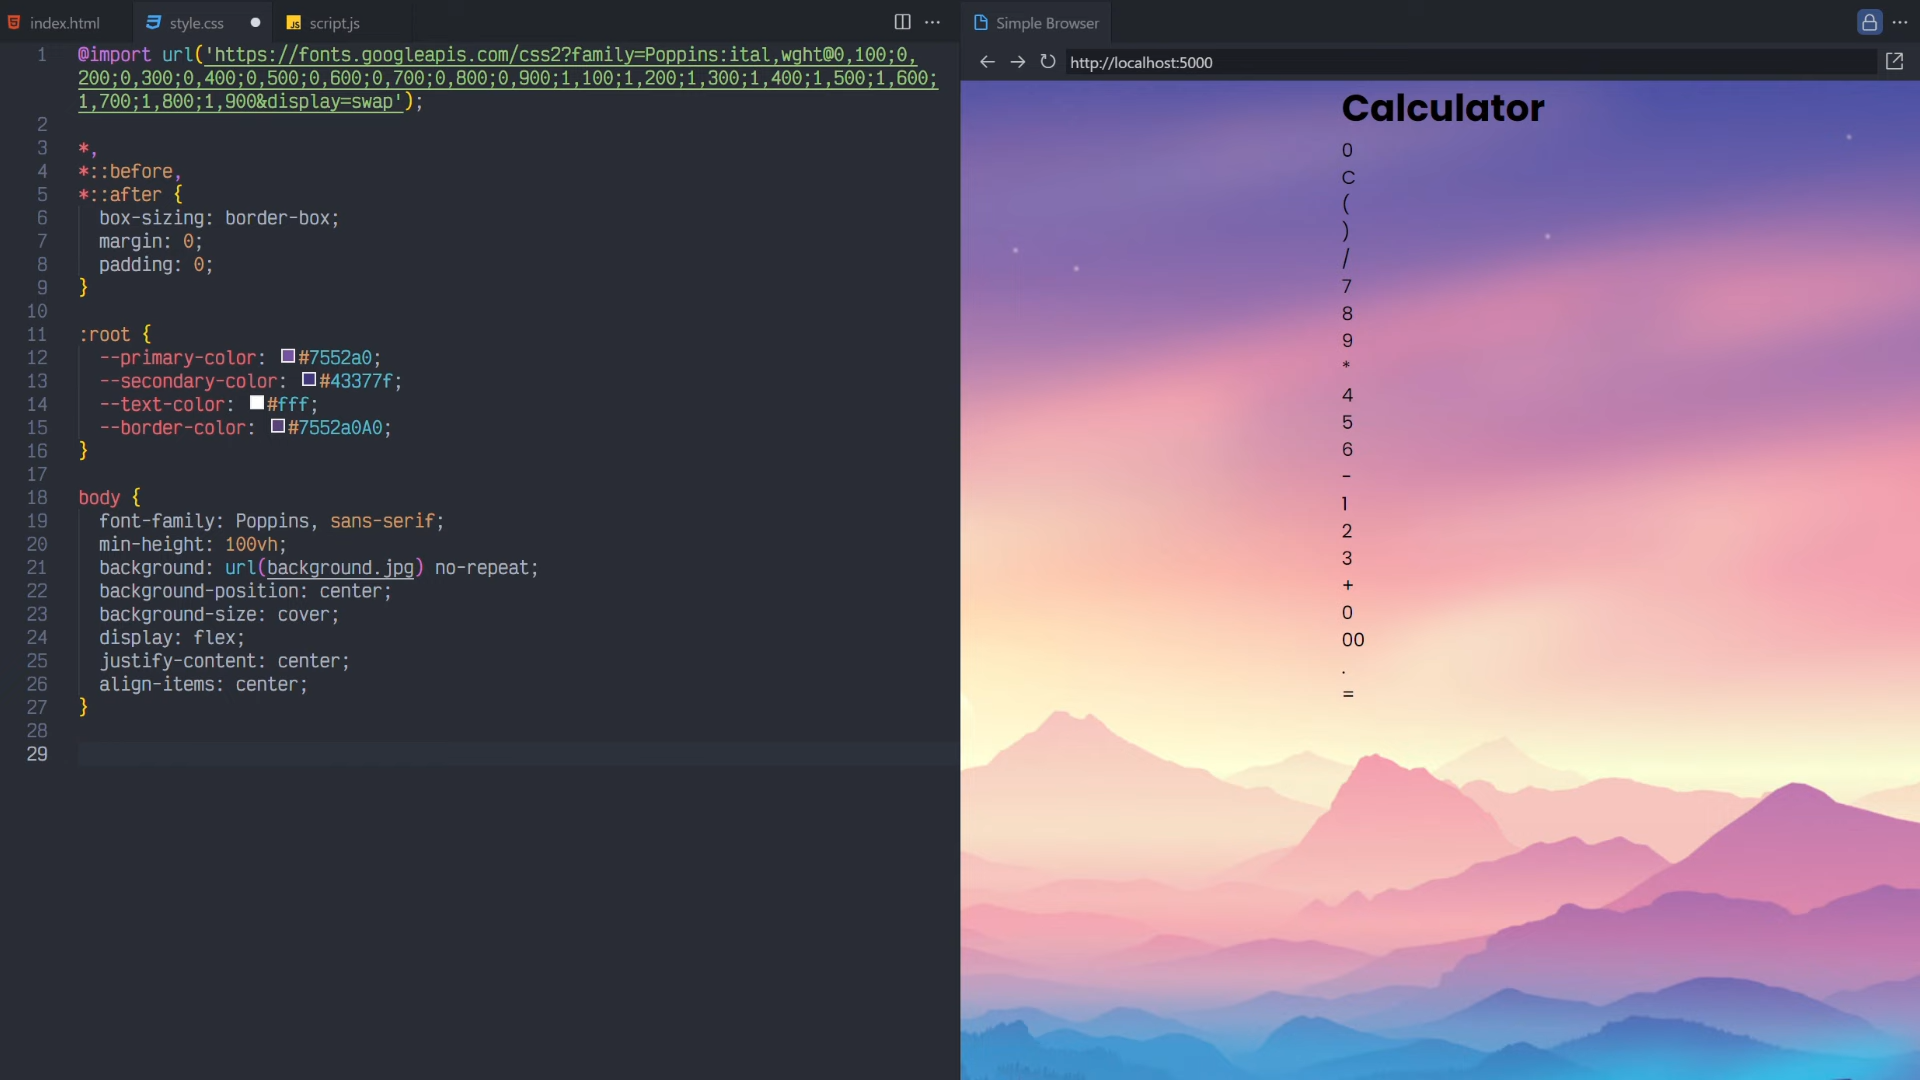 index.html
style.css
script.js
1 @import url('https://fonts.googleapis.com/css2?family=Poppins:ital,wght@0,100;0,
200;0,300;0,400;0,500;0,600;0,700;0,800;0,900;1,100;1,200;1,300;1,400;1,500;1,600;
1,700;1,800;1,900&display=swap');
2
3 *,
4 *::before,
5 *::after {
6 box-sizing: border-box;
7 margin: 0;
8 padding: 0;
9 }
10
11 :root {
12 --primary-color: #7552a0;
13 --secondary-color: #43377f;
14 --text-color: #fff;
15 --border-color: #7552a0A0;
16 }
17
18 body {
19 font-family: Poppins, sans-serif;
20 min-height: 100vh;
21 background: url(background.jpg) no-repeat;
22 background-position: center;
23 background-size: cover;
24 display: flex;
25 justify-content: center;
26 align-items: center;
27 }
28
29
Simple Browser
http://localhost:5000
Calculator
0
C
(
)
/
7
8
9
*
4
5
6
-
1
2
3
+
0
00
.
=